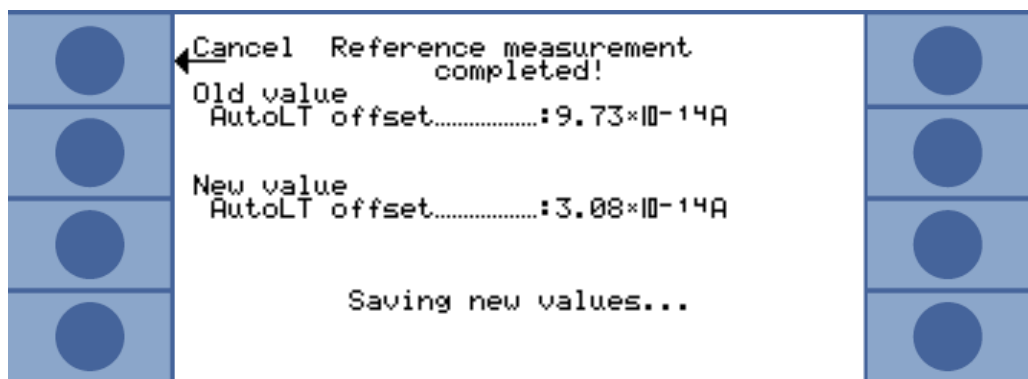 Cancel Reference measurement
completed!
Old value
AutoLT offset..................:9.73×10-14A
New value
AutoLT offset..................:3.08×10-14A
Saving new values...